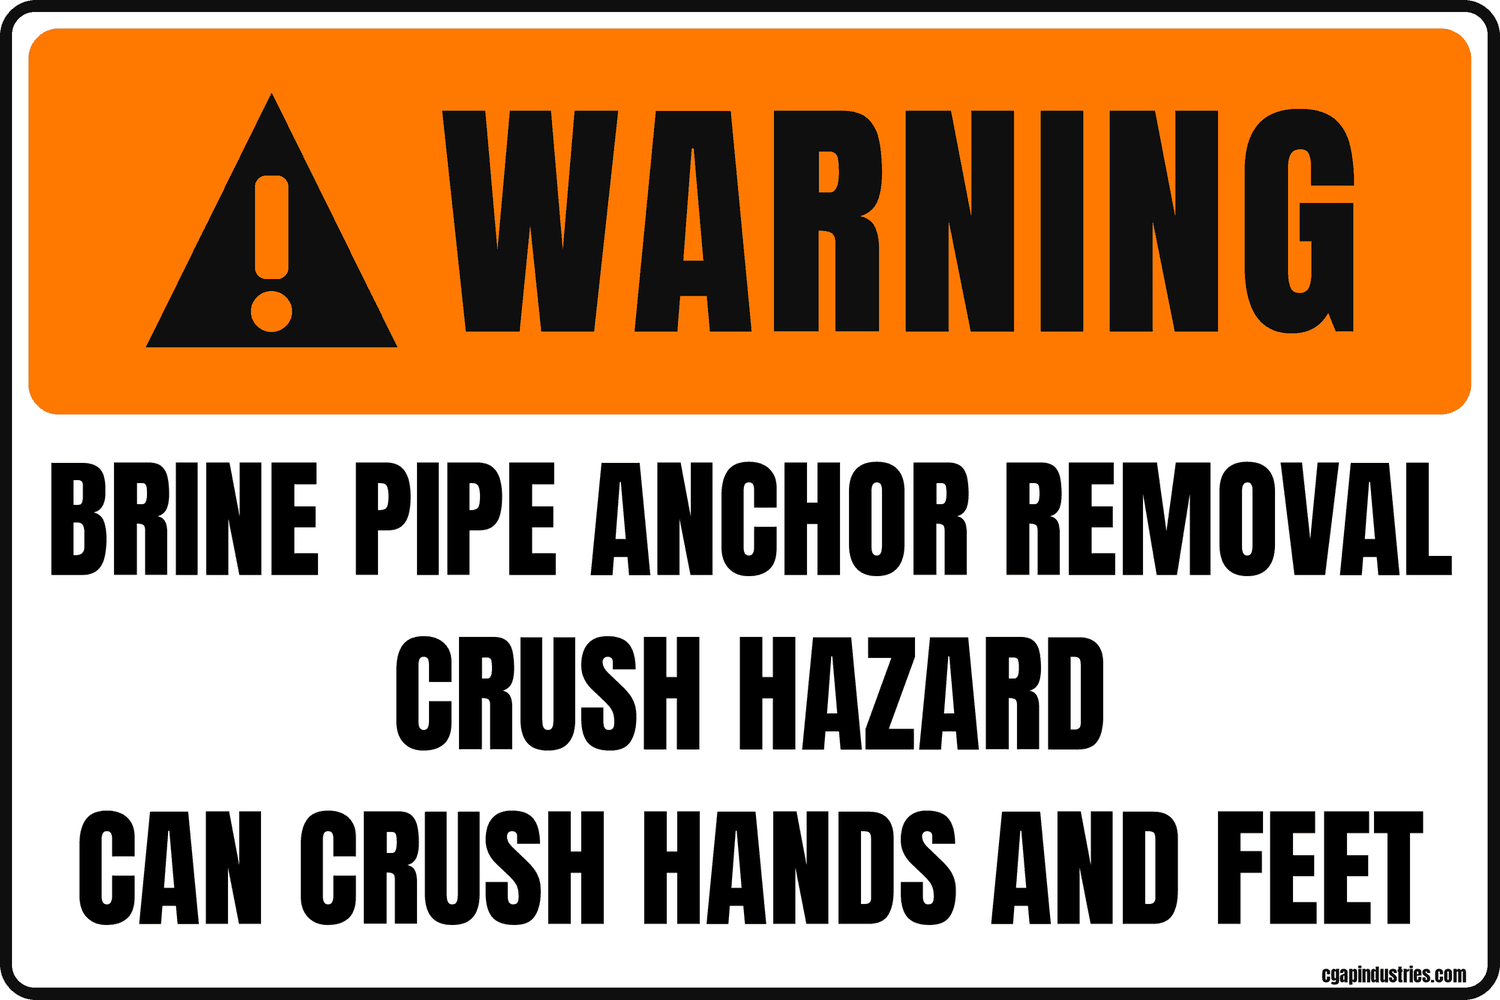 WARNING
BRINE PIPE ANCHOR REMOVAL
CRUSH HAZARD
CAN CRUSH HANDS AND FEET
cgapindustries.com